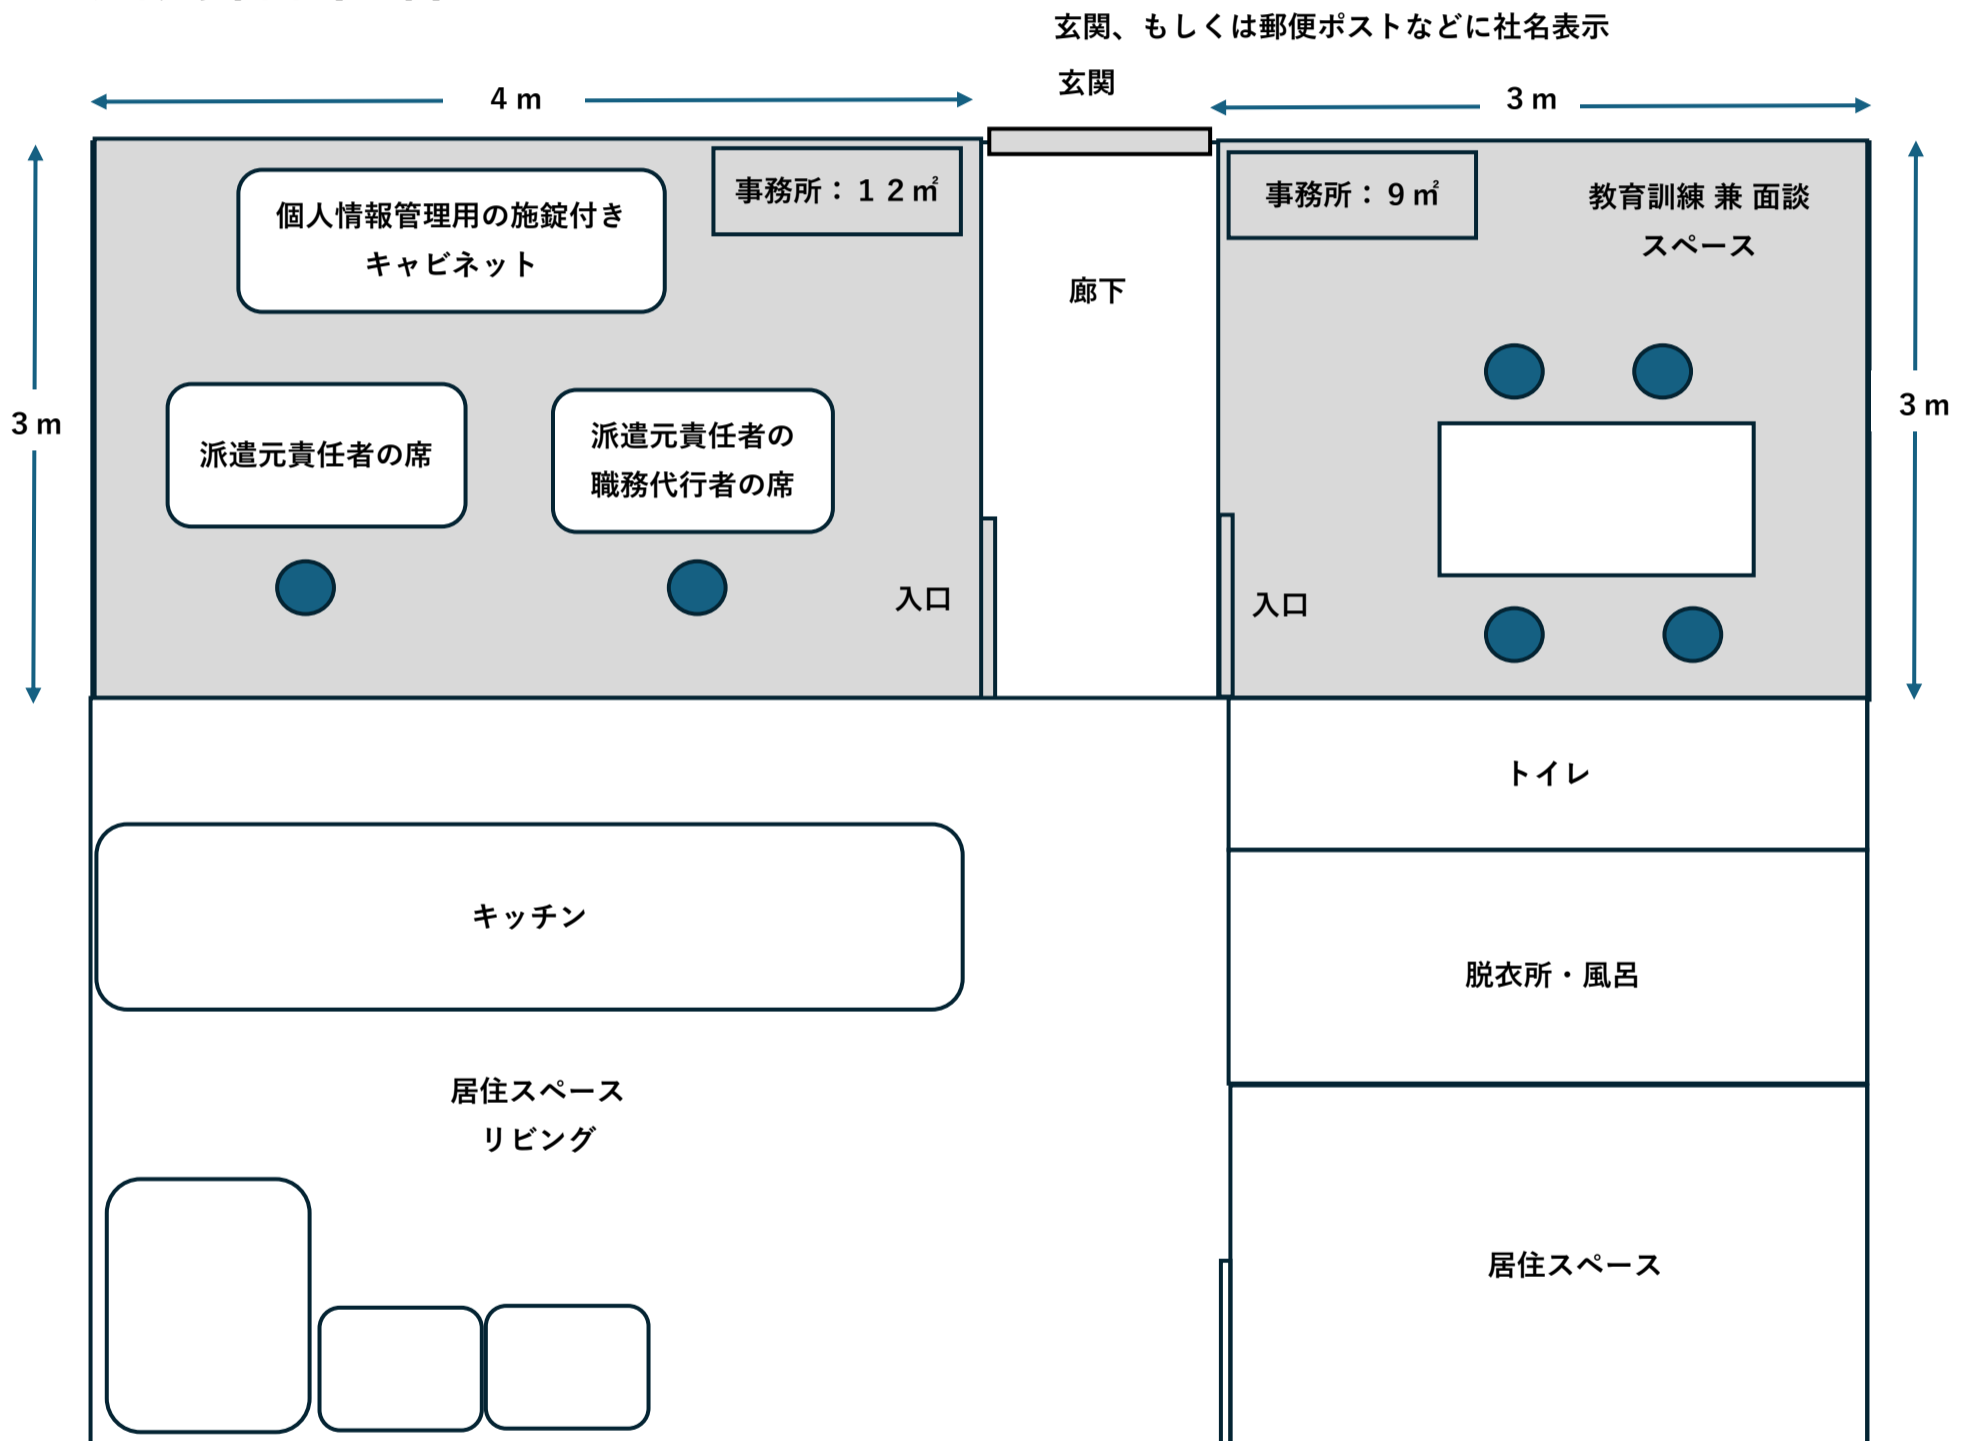 玄関、もしくは郵便ポストなどに社名表示
玄関
4 m
3 m
事務所：１２㎡
個人情報管理用の施錠付き
キャビネット
事務所：9㎡
教育訓練 兼 面談
スペース
廊下
3 m
派遣元責任者の席
派遣元責任者の
職務代行者の席
3 m
入口
入口
トイレ
キッチン
脱衣所・風呂
居住スペース
リビング
居住スペース